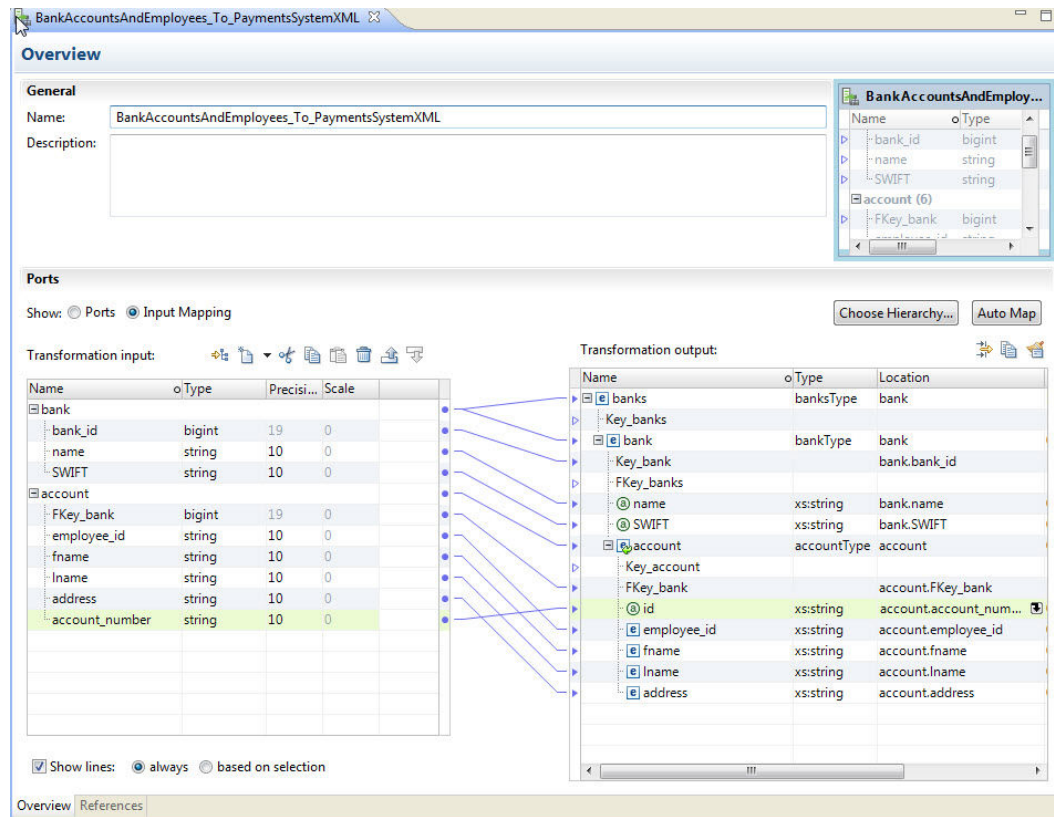 BankAccountsAndEmployees_To_PaymentsSystemXML
Overview
General
Name: BankAccountsAndEmployees_To_PaymentsSystemXML
Description:
BankAccountsAndEmploy...
Name Type
bank_id bigint
name string
SWIFT string
account (6)
FKey_bank bigint
Ports
Show: Ports Input Mapping
Choose Hierarchy... Auto Map
Transformation input:
Name Type Precisi... Scale
bank
bank_id bigint 19 0
name string 10 0
SWIFT string 10 0
account
FKey_bank bigint 19 0
employee_id string 10 0
fname string 10 0
lname string 10 0
address string 10 0
account_number string 10 0
Transformation output:
Name Type Location
banks banksType bank
Key_banks
bank bankType bank
Key_bank bank.bank_id
FKey_banks
name xs:string bank.name
SWIFT xs:string bank.SWIFT
account accountType account
Key_account
FKey_bank account.FKey_bank
id xs:string account.account_num...
employee_id xs:string account.employee_id
fname xs:string account.fname
lname xs:string account.lname
address xs:string account.address
Show lines: always based on selection
Overview References